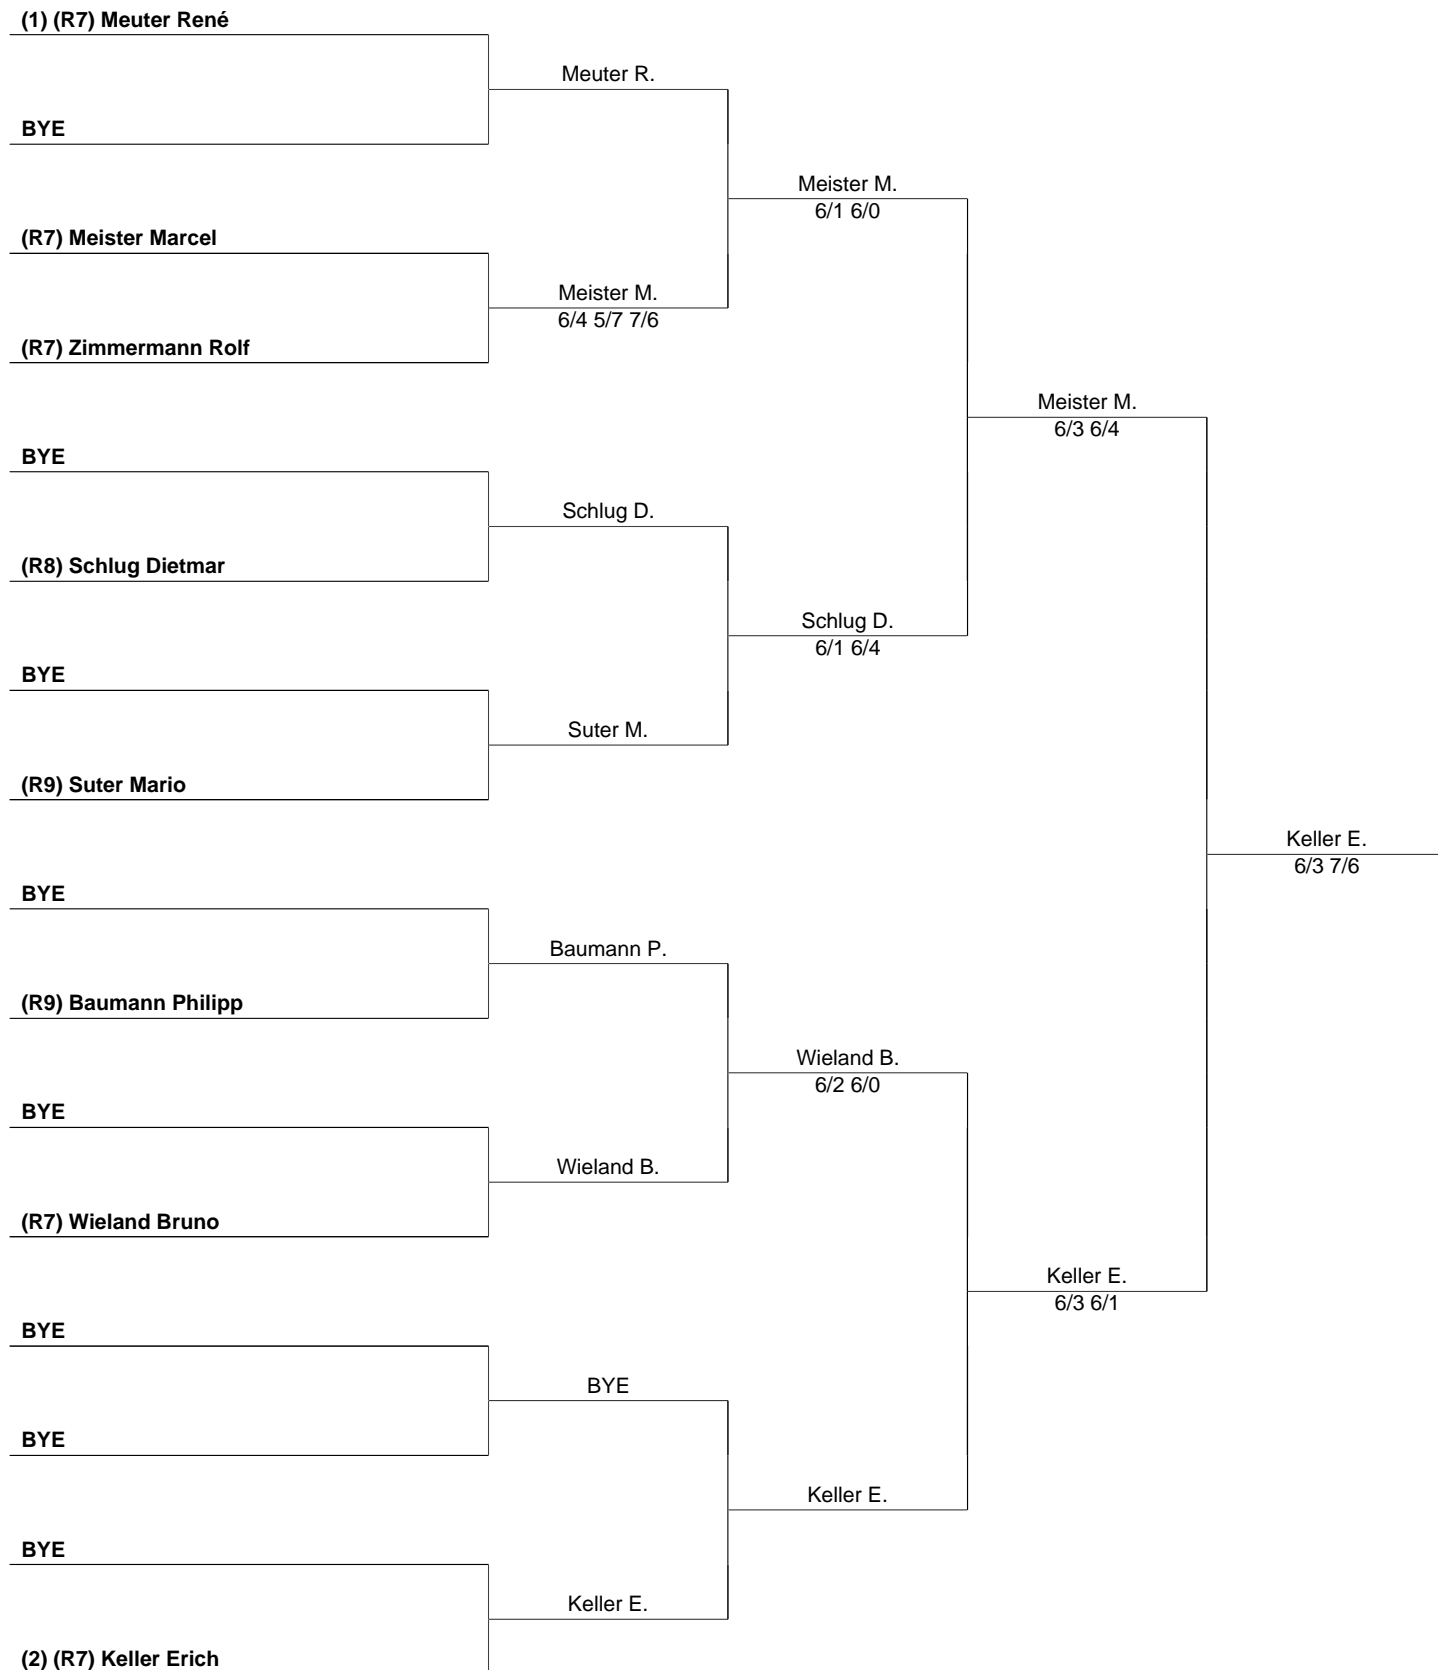 (1) (R7) Meuter René
Meuter R.
BYE
Meister M.
6/1 6/0
(R7) Meister Marcel
Meister M.
6/4 5/7 7/6
(R7) Zimmermann Rolf
Meister M.
6/3 6/4
BYE
Schlug D.
(R8) Schlug Dietmar
Schlug D.
6/1 6/4
BYE
Suter M.
(R9) Suter Mario
Keller E.
6/3 7/6
BYE
Baumann P.
(R9) Baumann Philipp
Wieland B.
6/2 6/0
BYE
Wieland B.
(R7) Wieland Bruno
Keller E.
6/3 6/1
BYE
BYE
BYE
Keller E.
BYE
Keller E.
(2) (R7) Keller Erich